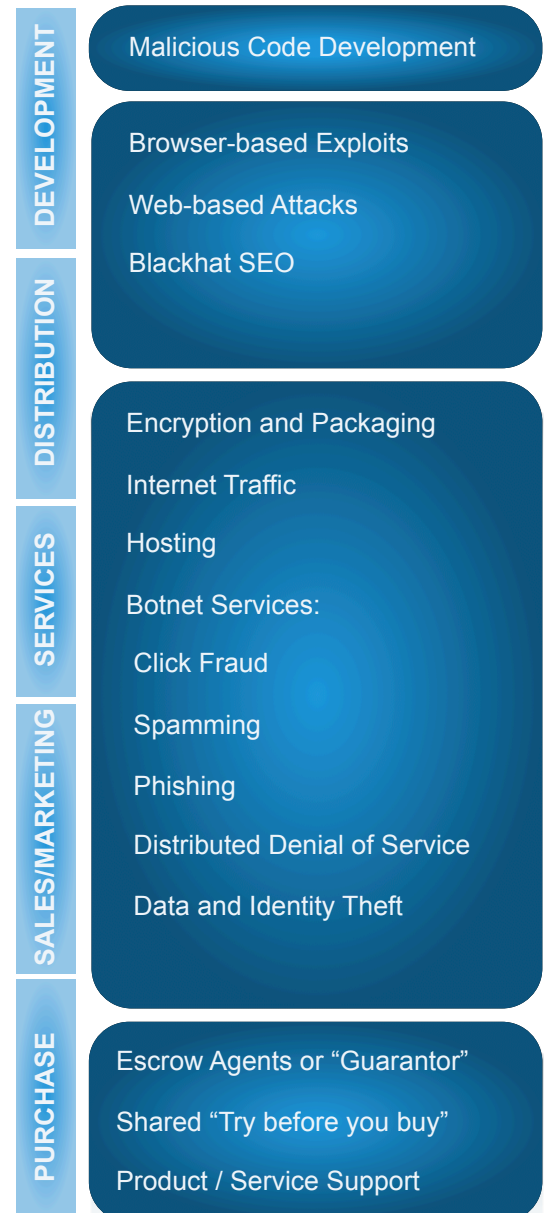 DEVELOPMENT
Malicious Code Development
Browser-based Exploits
Web-based Attacks
Blackhat SEO
DISTRIBUTION
Encryption and Packaging
Internet Traffic
Hosting
Botnet Services:
Click Fraud
Spamming
Phishing
Distributed Denial of Service
Data and Identity Theft
SERVICES
SALES/MARKETING
PURCHASE
Escrow Agents or “Guarantor”
Shared “Try before you buy”
Product / Service Support